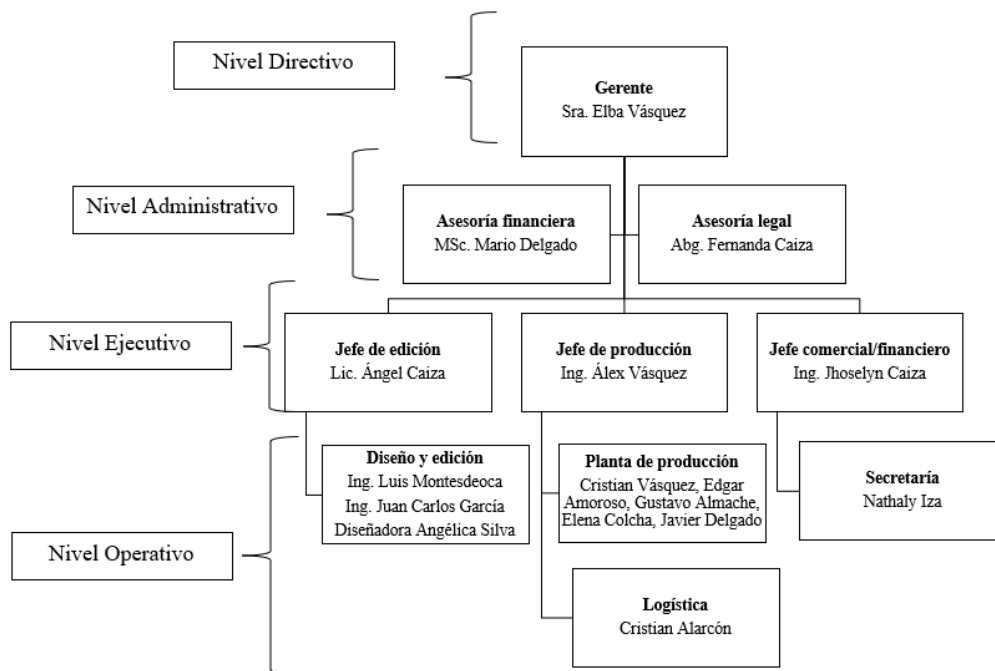 Nivel Directivo
Gerente
Sra. Elba Vásquez
Nivel Administrativo
Asesoría financiera
MSc. Mario Delgado
Asesoría legal
Abg. Fernanda Caiza
Nivel Ejecutivo
Jefe de edición
Lic. Ángel Caiza
Jefe de producción
Ing. Álex Vásquez
Jefe comercial/financiero
Ing. Jhoselyn Caiza
Nivel Operativo
Diseño y edición
Ing. Luis Montesdeoca
Ing. Juan Carlos García
Diseñadora Angélica Silva
Planta de producción
Cristian Vásquez, Edgar
Amoroso, Gustavo Almache,
Elena Colcha, Javier Delgado
Secretaría
Nathaly Iza
Logística
Cristian Alarcón